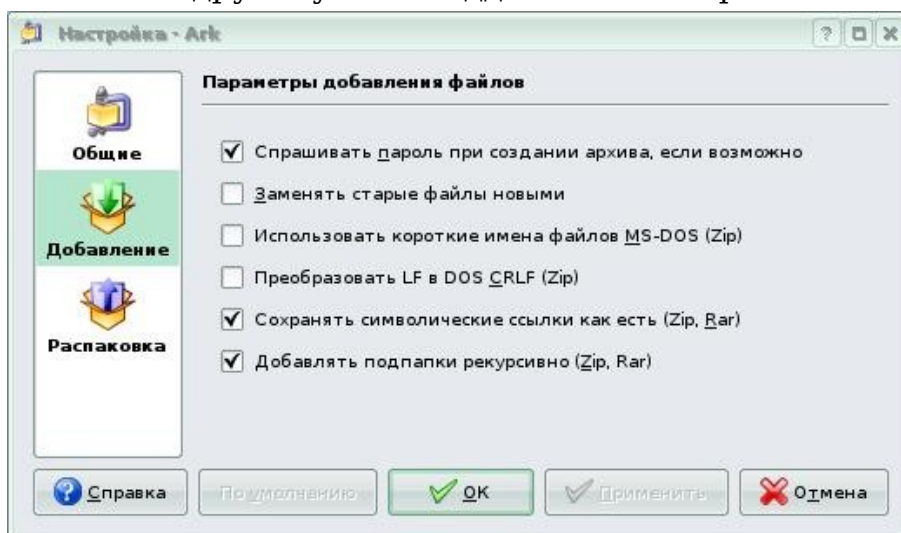 Настройка - Ark
Параметры добавления файлов
Общие
Добавление
Распаковка
Спрашивать пароль при создании архива, если возможно
Заменять старые файлы новыми
Использовать короткие имена файлов MS-DOS (Zip)
Преобразовать LF в DOS CRLF (Zip)
Сохранять символические ссылки как есть (Zip, Rar)
Добавлять подпапки рекурсивно (Zip, Rar)
Справка
По умолчанию
OK
Применить
Отмена